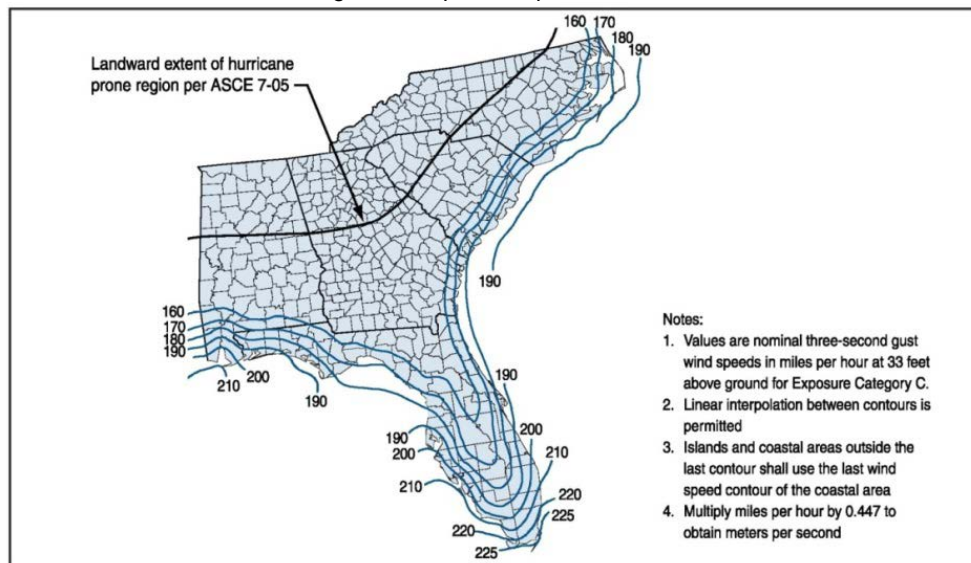 160
170
180
190
Landward extent of hurricane
prone region per ASCE 7-05
190
160
170
180
190
210
200
190
190
190
200
200
210
210
220
220
225
225
Notes:
1. Values are nominal three-second gust
wind speeds in miles per hour at 33 feet
above ground for Exposure Category C.
2. Linear interpolation between contours is
permitted
3. Islands and coastal areas outside the
last contour shall use the last wind
speed contour of the coastal area
4. Multiply miles per hour by 0.447 to
obtain meters per second